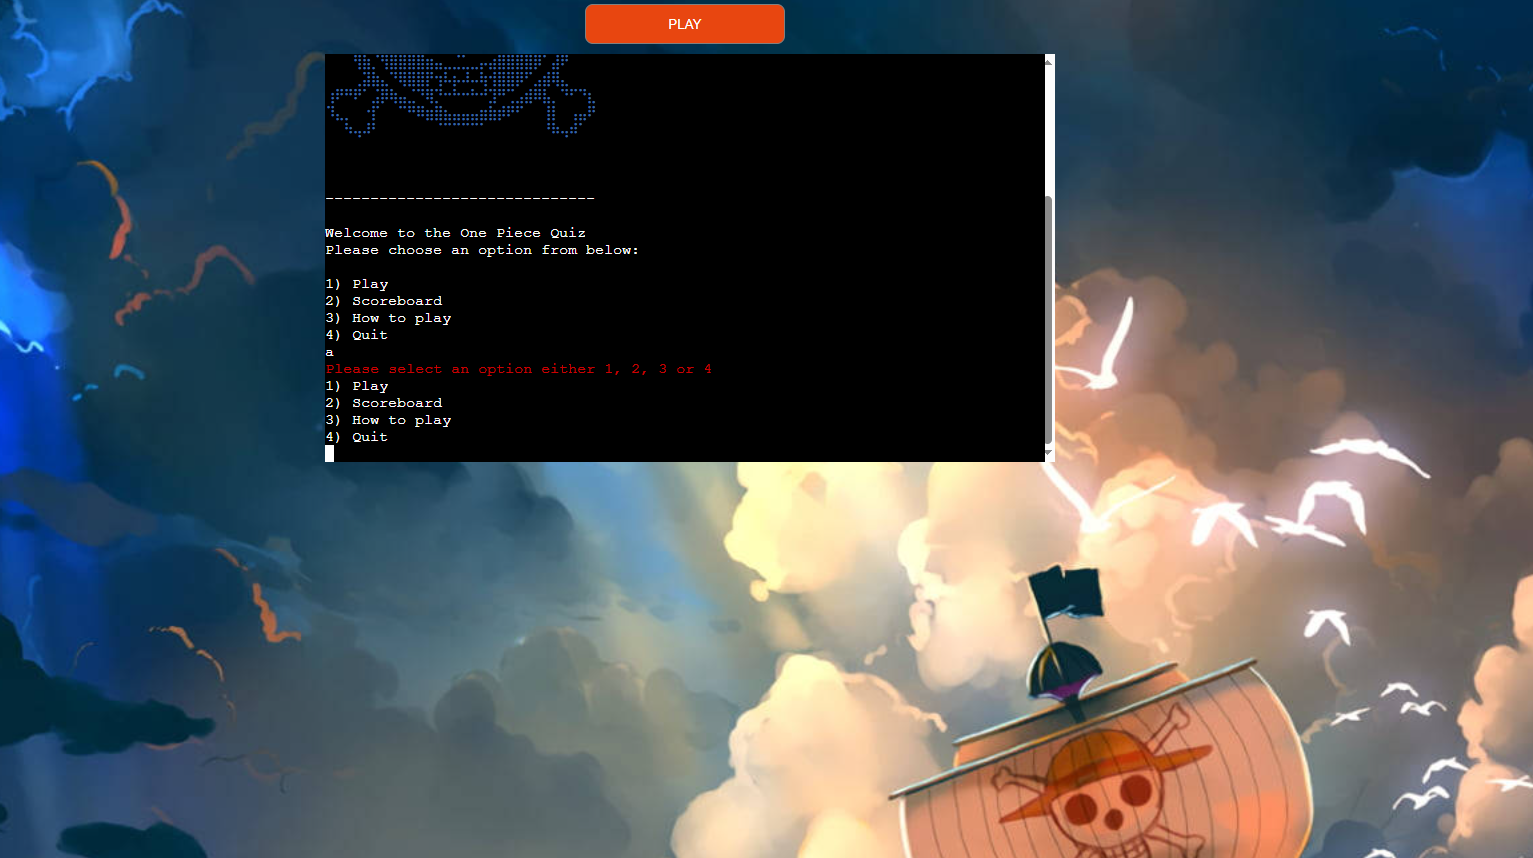 PLAY
------------------------------
Welcome to the One Piece Quiz
Please choose an option from below:
1) Play
2) Scoreboard
3) How to play
4) Quit
a
Please select an option either 1, 2, 3 or 4
1) Play
2) Scoreboard
3) How to play
4) Quit